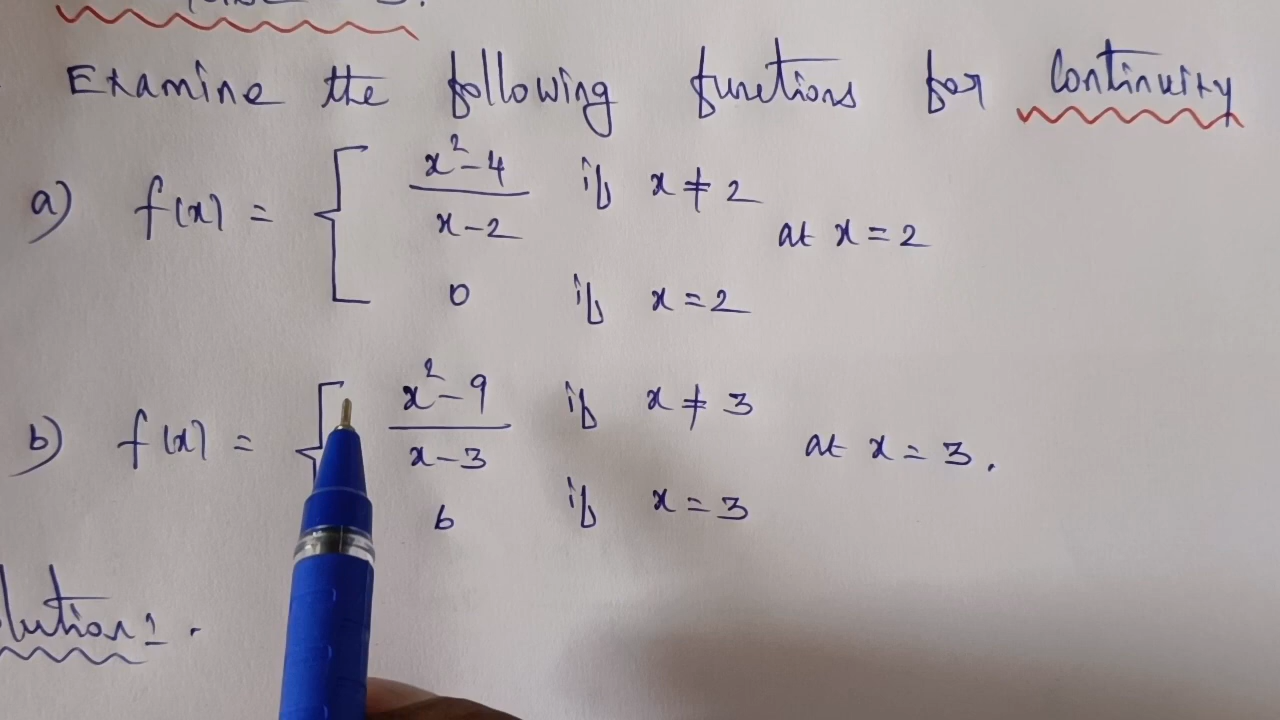 Examine the following functions for Continuity
a) f(x) = { x²-4 / x-2 if x ≠ 2
0 if x = 2
at x = 2
b) f(x) = { x²-9 / x-3 if x ≠ 3
6 if x = 3
at x = 3.